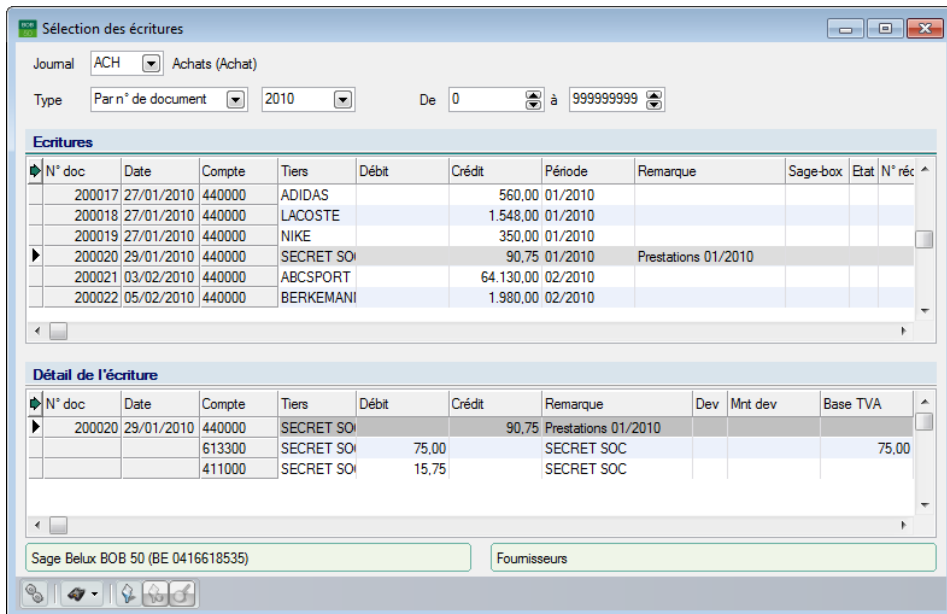 BOB 50 Sélection des écritures
Journal ACH Achats (Achat)
Type Par n° de document 2010 De 0 à 999999999
Ecritures
N° doc Date Compte Tiers Débit Crédit Période Remarque Sage-box Etat N° réc
200017 27/01/2010 440000 ADIDAS 560,00 01/2010
200018 27/01/2010 440000 LACOSTE 1.548,00 01/2010
200019 27/01/2010 440000 NIKE 350,00 01/2010
200020 29/01/2010 440000 SECRET SO 90,75 01/2010 Prestations 01/2010
200021 03/02/2010 440000 ABCSPORT 64.130,00 02/2010
200022 05/02/2010 440000 BERKEMAN 1.980,00 02/2010
Détail de l'écriture
N° doc Date Compte Tiers Débit Crédit Remarque Dev Mnt dev Base TVA
200020 29/01/2010 440000 SECRET SO 90,75 Prestations 01/2010
613300 SECRET SO 75,00 SECRET SOC 75,00
411000 SECRET SO 15,75 SECRET SOC
Sage Belux BOB 50 (BE 0416618535) Fournisseurs